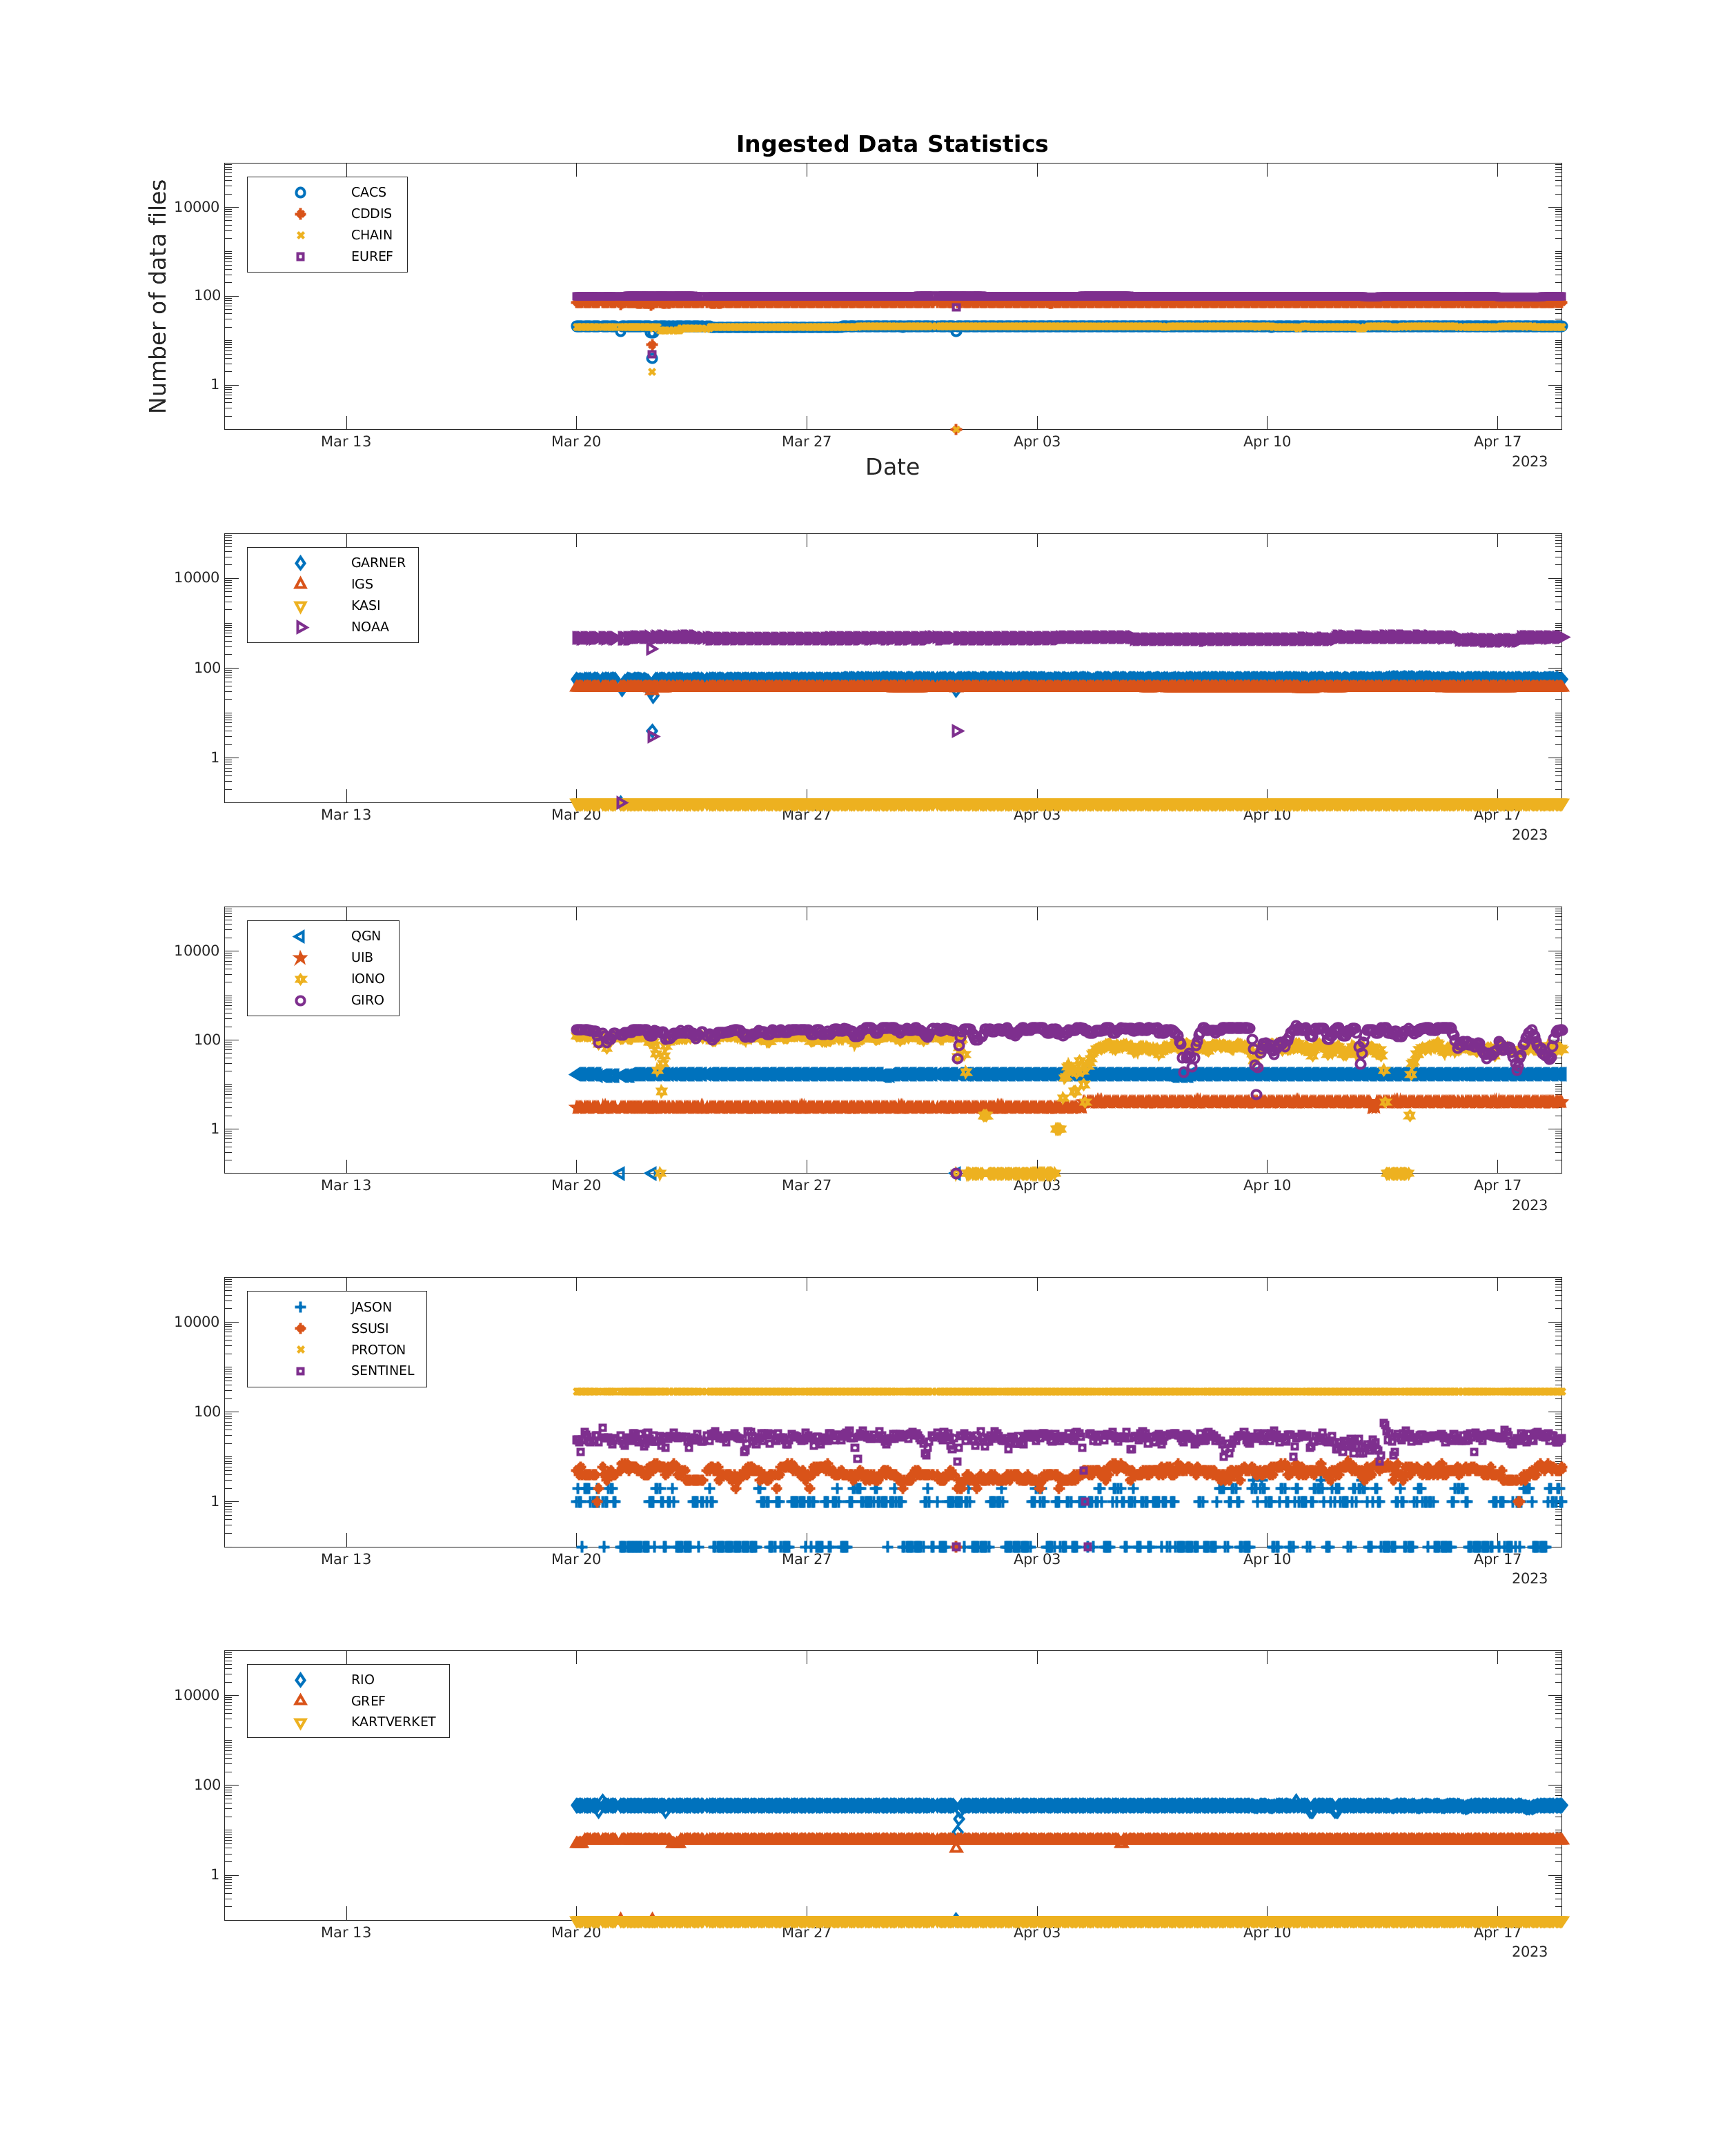 Ingested Data Statistics
Number of data files
10000
100
1
CACS
CDDIS
CHAIN
EUREF
Mar 13 Mar 20 Mar 27 Apr 03 Apr 10 Apr 17
2023
Date
10000
100
1
GARNER
IGS
KASI
NOAA
Mar 13 Mar 20 Mar 27 Apr 03 Apr 10 Apr 17
2023
10000
100
1
QGN
UIB
IONO
GIRO
Mar 13 Mar 20 Mar 27 Apr 03 Apr 10 Apr 17
2023
10000
100
1
JASON
SSUSI
PROTON
SENTINEL
Mar 13 Mar 20 Mar 27 Apr 03 Apr 10 Apr 17
2023
10000
100
1
RIO
GREF
KARTVERKET
Mar 13 Mar 20 Mar 27 Apr 03 Apr 10 Apr 17
2023